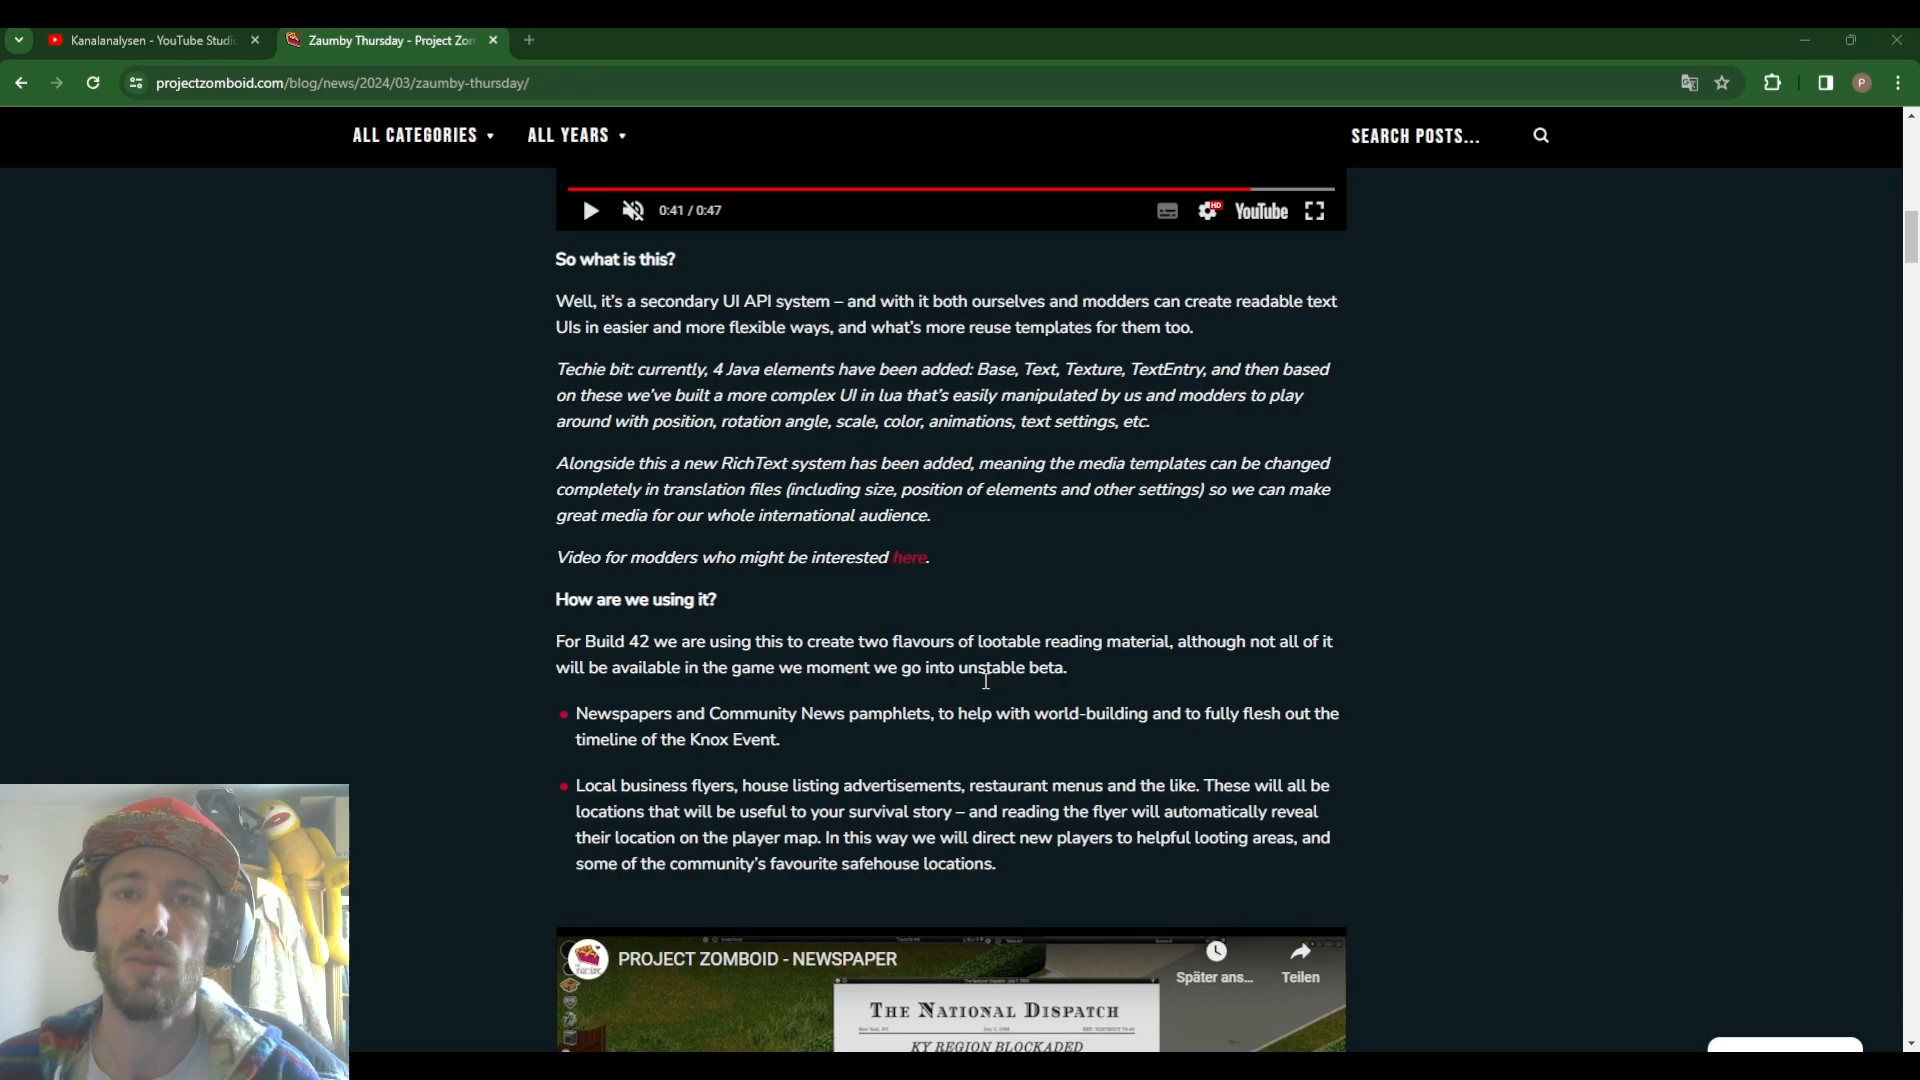 Kanalanalysen - YouTube Studi
Zaumby Thursday - Project Zom
projectzomboid.com/blog/news/2024/03/zaumby-thursday/
P
ALL CATEGORIES
ALL YEARS
SEARCH POSTS...
0:41 / 0:47
HD
YouTube
So what is this?
Well, it's a secondary UI API system – and with it both ourselves and modders can create readable text
UIs in easier and more flexible ways, and what's more reuse templates for them too.
Techie bit: currently, 4 Java elements have been added: Base, Text, Texture, TextEntry, and then based
on these we've built a more complex UI in lua that's easily manipulated by us and modders to play
around with position, rotation angle, scale, color, animations, text settings, etc.
Alongside this a new RichText system has been added, meaning the media templates can be changed
completely in translation files (including size, position of elements and other settings) so we can make
great media for our whole international audience.
Video for modders who might be interested here.
How are we using it?
For Build 42 we are using this to create two flavours of lootable reading material, although not all of it
will be available in the game we moment we go into unstable beta.
Newspapers and Community News pamphlets, to help with world-building and to fully flesh out the
timeline of the Knox Event.
Local business flyers, house listing advertisements, restaurant menus and the like. These will all be
locations that will be useful to your survival story – and reading the flyer will automatically reveal
their location on the player map. In this way we will direct new players to helpful looting areas, and
some of the community's favourite safehouse locations.
PROJECT ZOMBOID - NEWSPAPER
Später ans...
Teilen
THE NATIONAL DISPATCH
New York, NY
KY REGION BLOCKADED